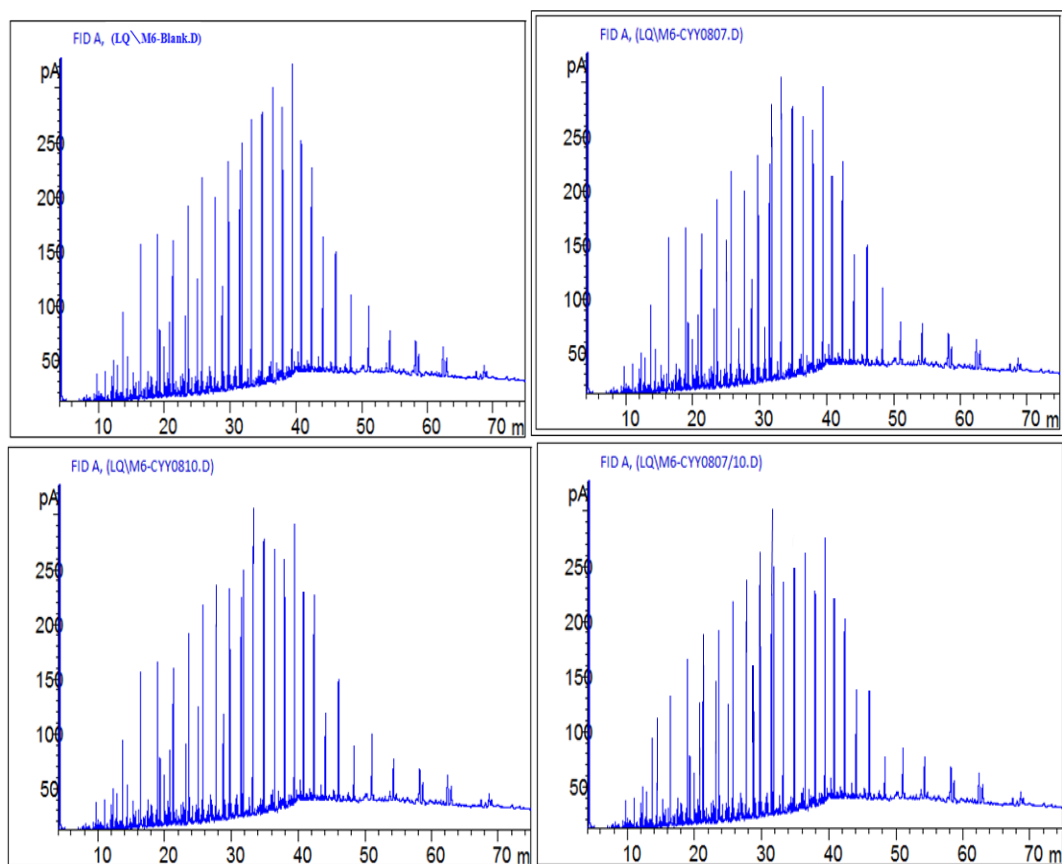 FID A, (LQ\M6-Blank.D)
pA
250
200
150
100
50
10 20 30 40 50 60 70 m
FID A, (LQ\M6-CYY0807.D)
pA
250
200
150
100
50
10 20 30 40 50 60 70 m
FID A, (LQ\M6-CYY0810.D)
pA
250
200
150
100
50
10 20 30 40 50 60 70 m
FID A, (LQ\M6-CYY0807/10.D)
pA
250
200
150
100
50
10 20 30 40 50 60 70 m